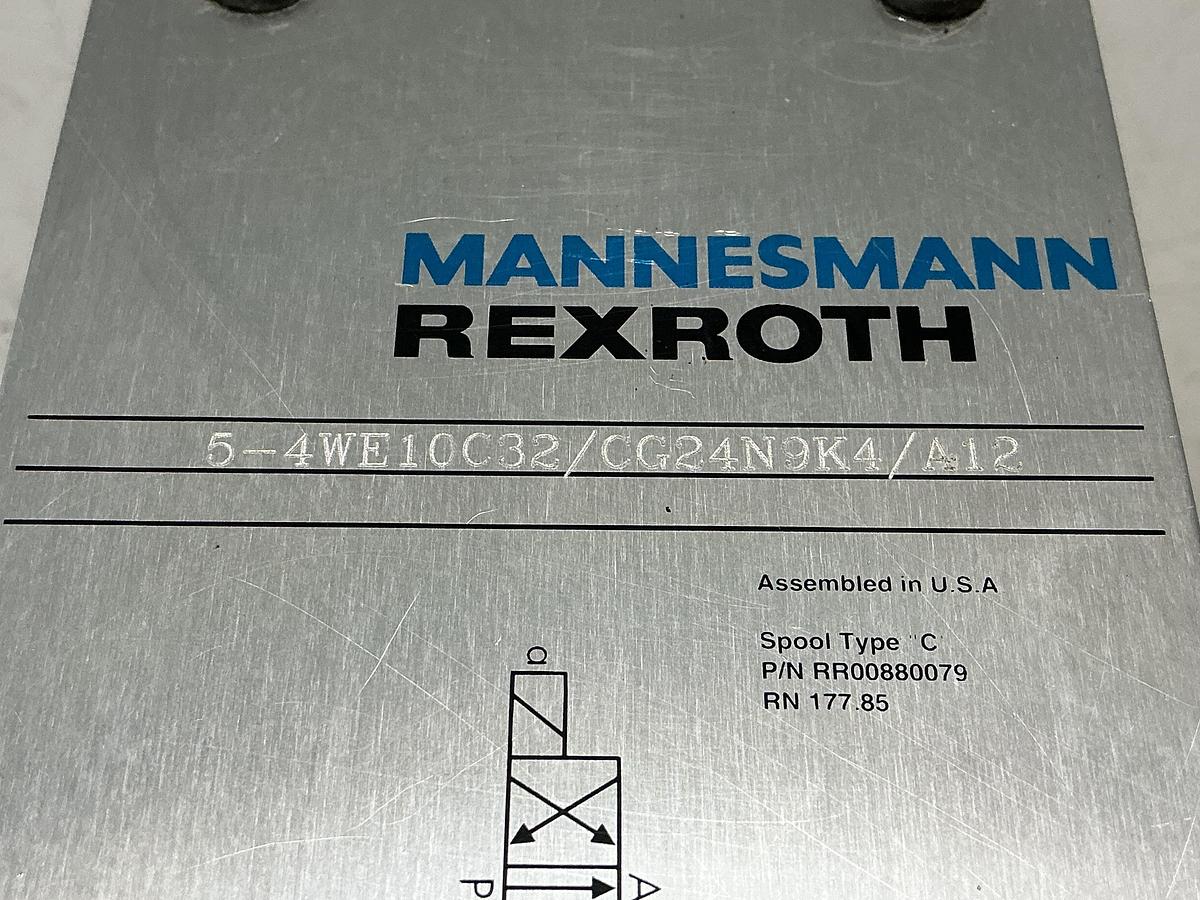 MANNESMANN
REXROTH
5-4WE10C32/CG24N9K4/A12
Assembled in U.S.A
Spool Type "C"
P/N RR00880079
RN 177.85
a
P A